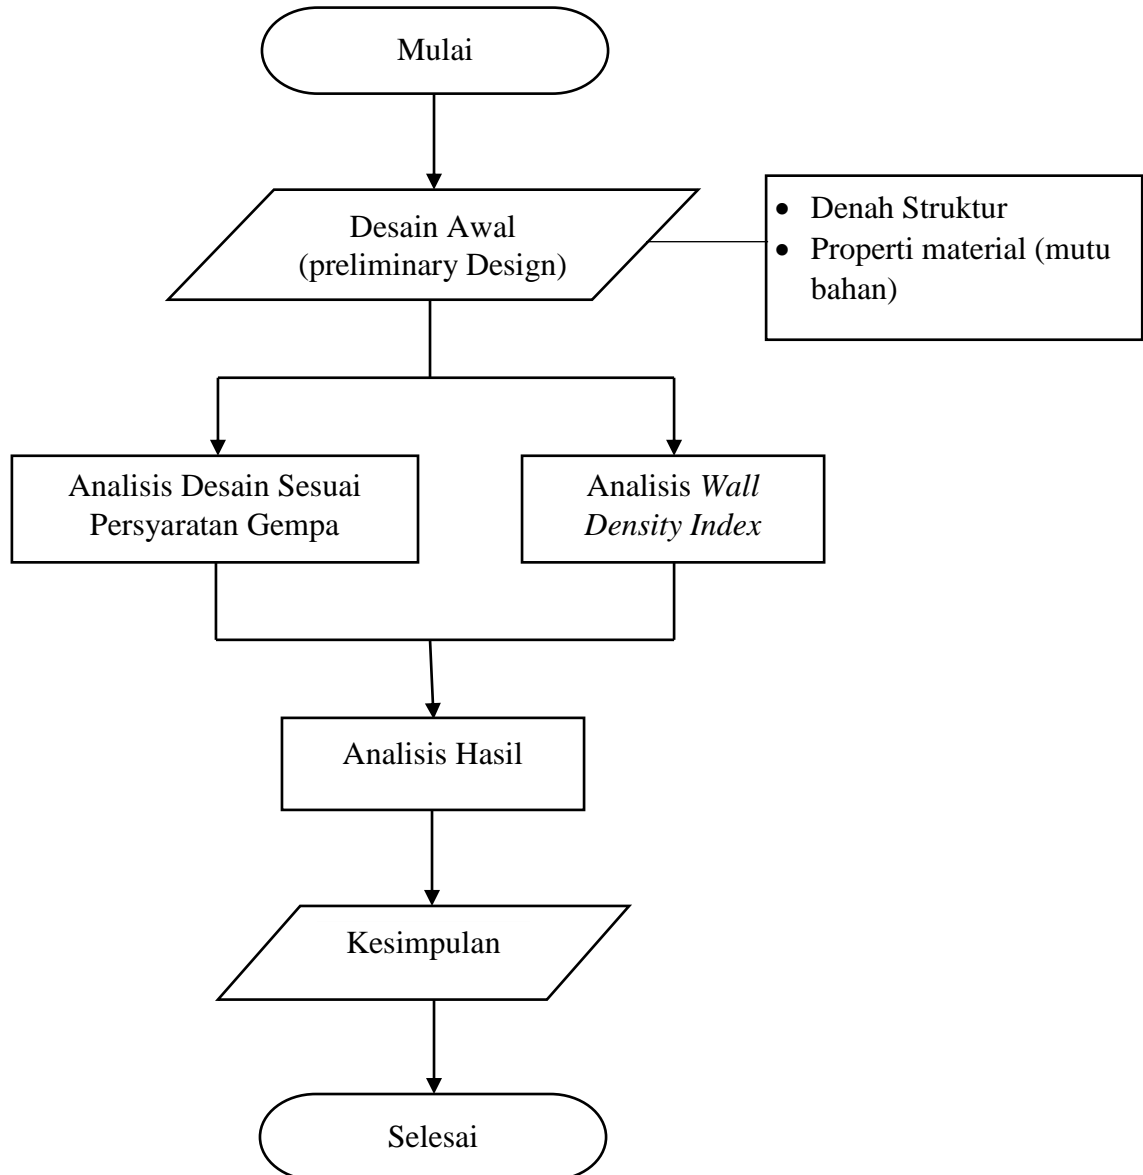 Mulai
Desain Awal
(preliminary Design)
• Denah Struktur
• Properti material (mutu
bahan)
Analisis Desain Sesuai
Persyaratan Gempa
Analisis Wall
Density Index
Analisis Hasil
Kesimpulan
Selesai